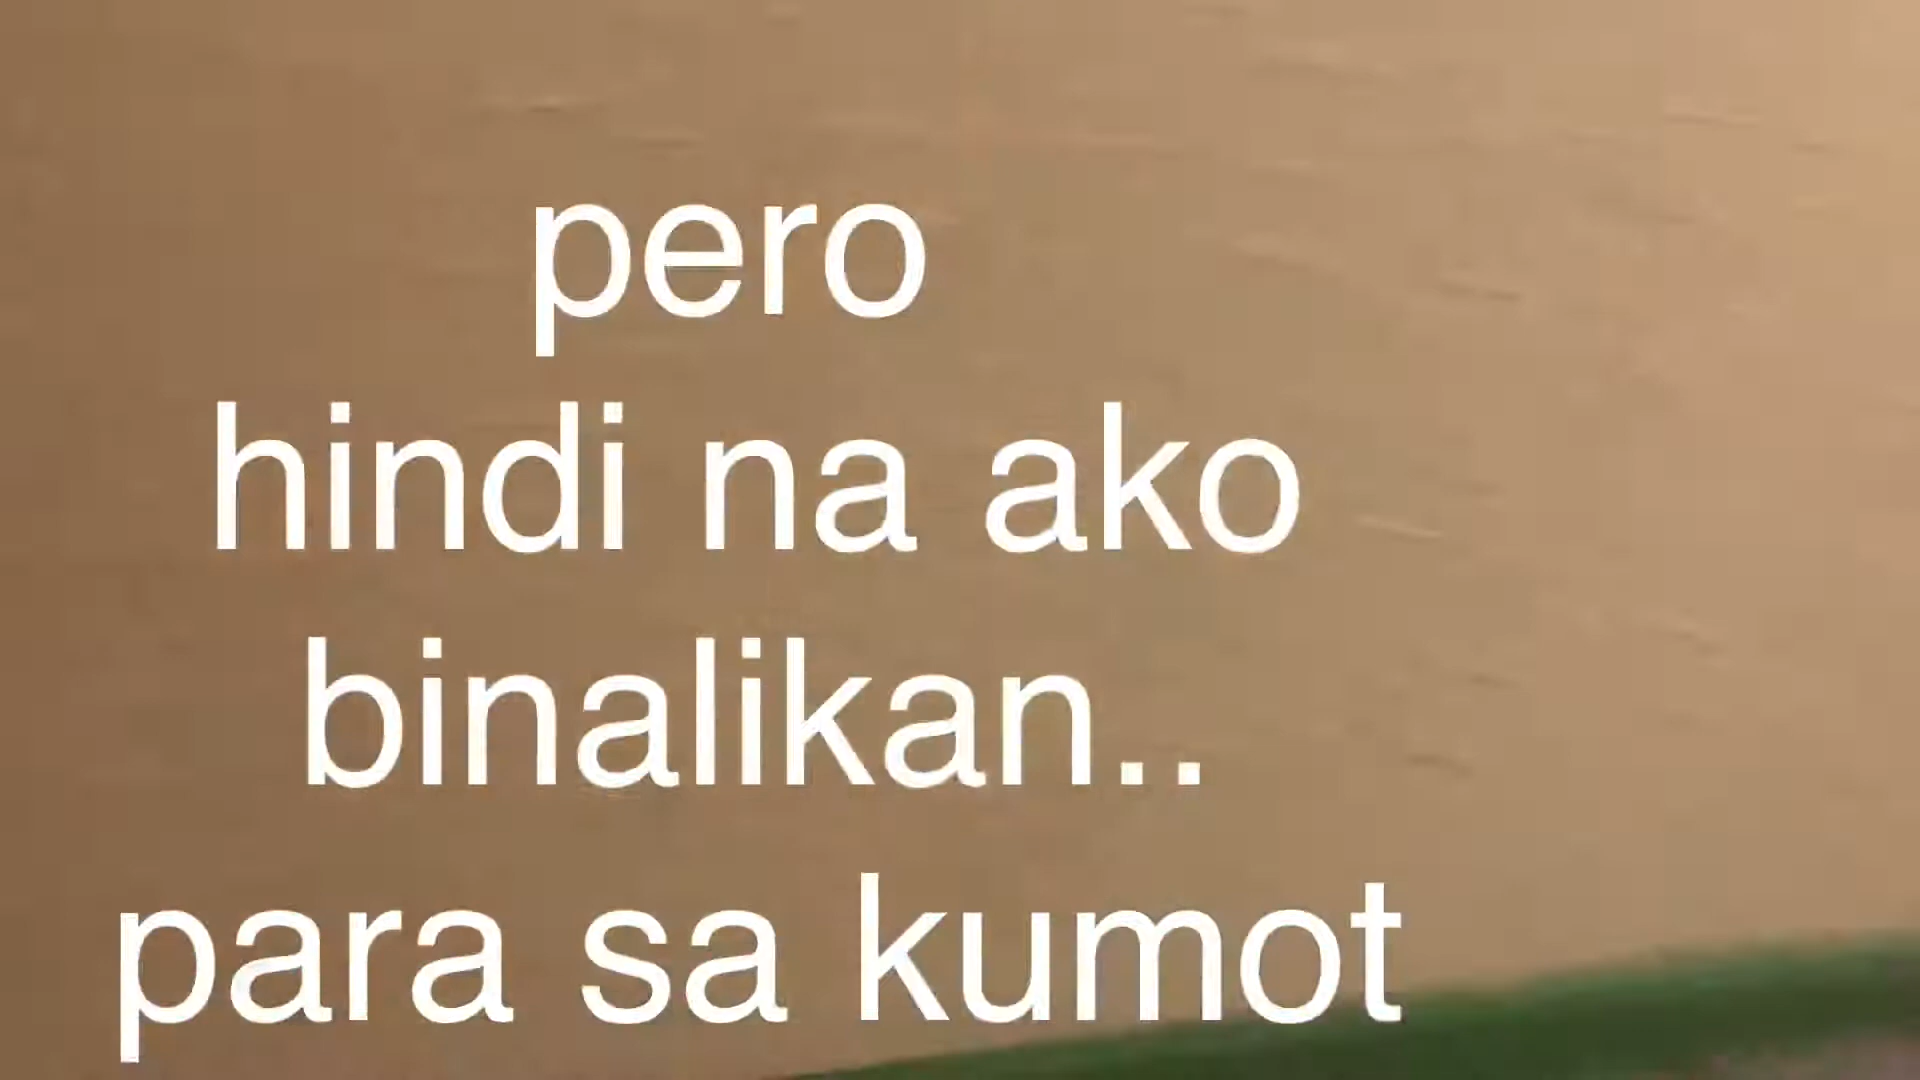 pero
hindi na ako
binalikan..
para sa kumot